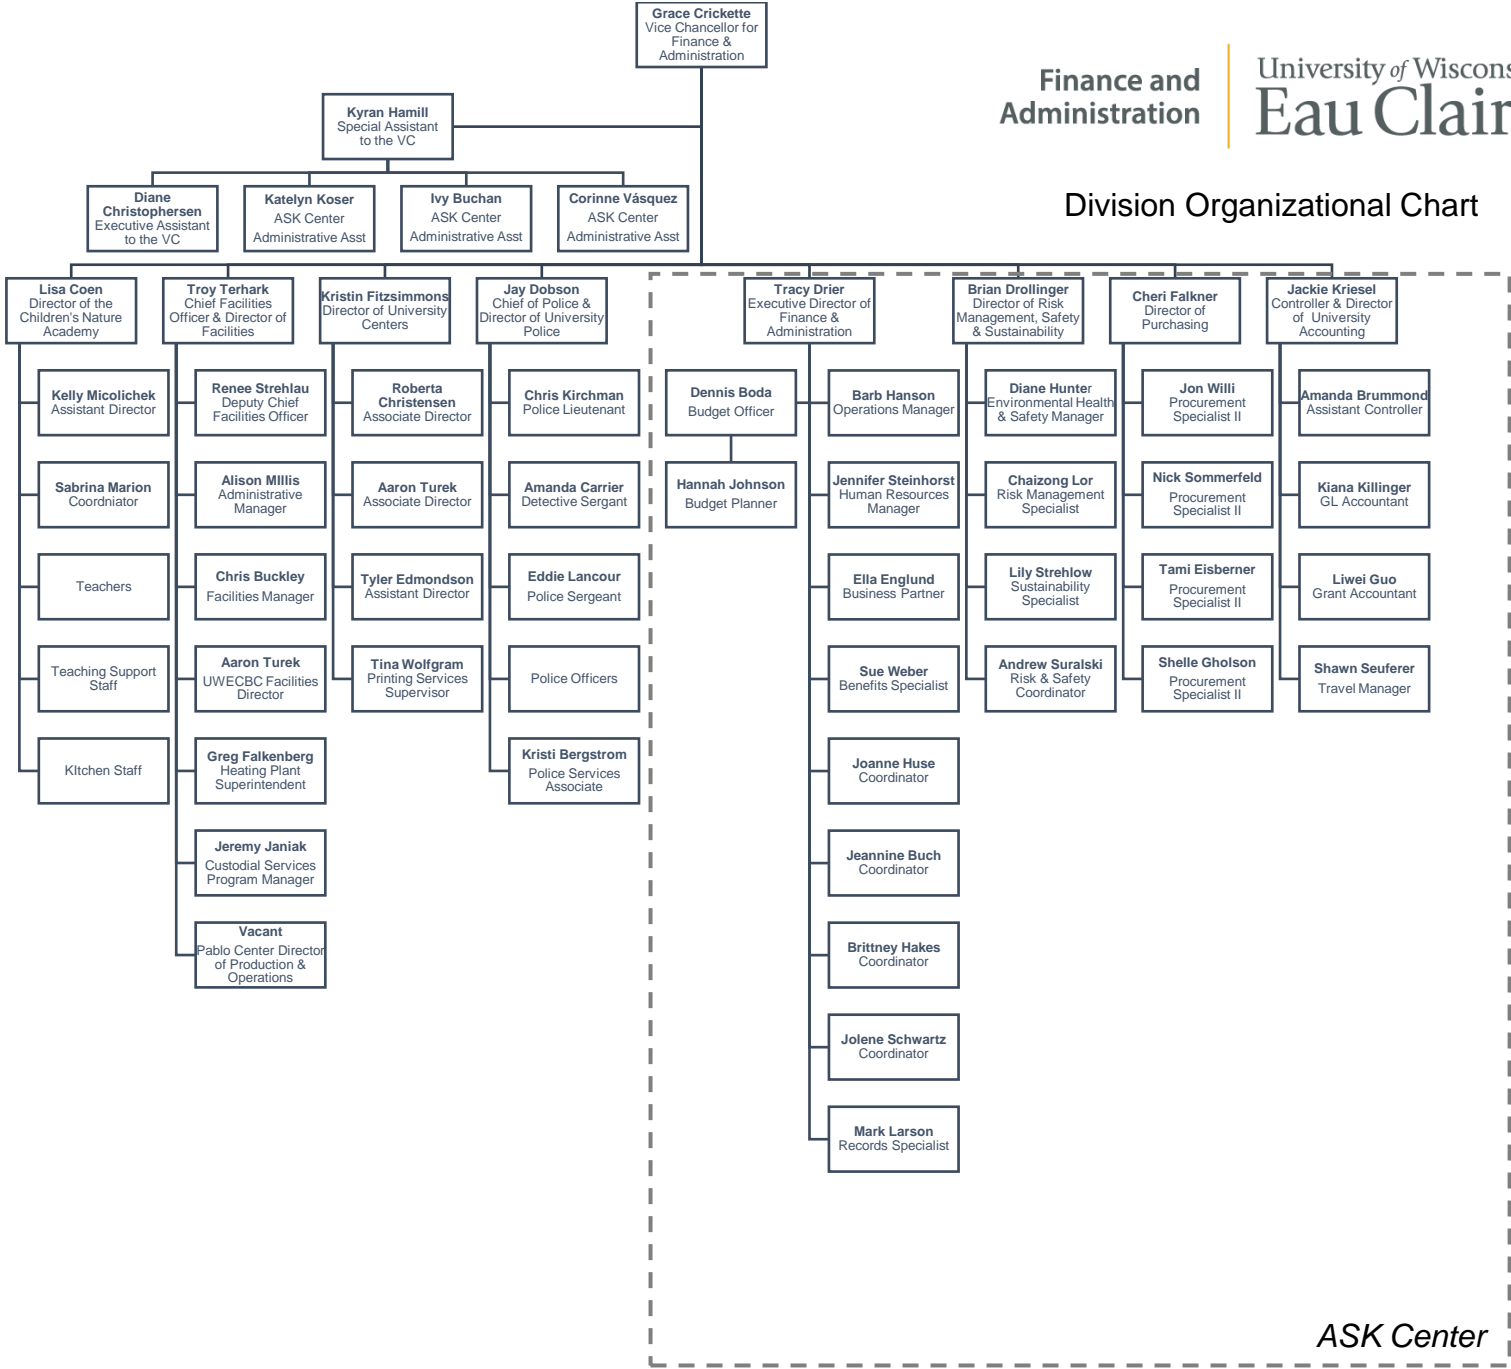 Grace Crickette
Vice Chancellor for
Finance &
Administration
Finance and
Administration
University of Wiscons
Eau Clair
Division Organizational Chart
Kyran Hamill
Special Assistant
to the VC
Diane
Christophersen
Executive Assistant
to the VC
Katelyn Koser
ASK Center
Administrative Asst
Ivy Buchan
ASK Center
Administrative Asst
Corinne Vásquez
ASK Center
Administrative Asst
Lisa Coen
Director of the
Children's Nature
Academy
Kelly Micolichek
Assistant Director
Sabrina Marion
Coordniator
Teachers
Teaching Support
Staff
KItchen Staff
Troy Terhark
Chief Facilities
Officer & Director of
Facilities
Renee Strehlau
Deputy Chief
Facilities Officer
Alison MIllis
Administrative
Manager
Chris Buckley
Facilities Manager
Aaron Turek
UWECBC Facilities
Director
Greg Falkenberg
Heating Plant
Superintendent
Jeremy Janiak
Custodial Services
Program Manager
Vacant
Pablo Center Director
of Production &
Operations
Kristin Fitzsimmons
Director of University
Centers
Roberta
Christensen
Associate Director
Aaron Turek
Associate Director
Tyler Edmondson
Assistant Director
Tina Wolfgram
Printing Services
Supervisor
Jay Dobson
Chief of Police &
Director of University
Police
Chris Kirchman
Police Lieutenant
Amanda Carrier
Detective Sergant
Eddie Lancour
Police Sergeant
Police Officers
Kristi Bergstrom
Police Services
Associate
Tracy Drier
Executive Director of
Finance &
Administration
Dennis Boda
Budget Officer
Hannah Johnson
Budget Planner
Barb Hanson
Operations Manager
Jennifer Steinhorst
Human Resources
Manager
Ella Englund
Business Partner
Sue Weber
Benefits Specialist
Joanne Huse
Coordinator
Jeannine Buch
Coordinator
Brittney Hakes
Coordinator
Jolene Schwartz
Coordinator
Mark Larson
Records Specialist
Brian Drollinger
Director of Risk
Management, Safety
& Sustainability
Diane Hunter
Environmental Health
& Safety Manager
Chaizong Lor
Risk Management
Specialist
Lily Strehlow
Sustainability
Specialist
Andrew Suralski
Risk & Safety
Coordinator
Cheri Falkner
Director of
Purchasing
Jon Willi
Procurement
Specialist II
Nick Sommerfeld
Procurement
Specialist II
Tami Eisberner
Procurement
Specialist II
Shelle Gholson
Procurement
Specialist II
Jackie Kriesel
Controller & Director
of University
Accounting
Amanda Brummond
Assistant Controller
Kiana Killinger
GL Accountant
Liwei Guo
Grant Accountant
Shawn Seuferer
Travel Manager
ASK Center